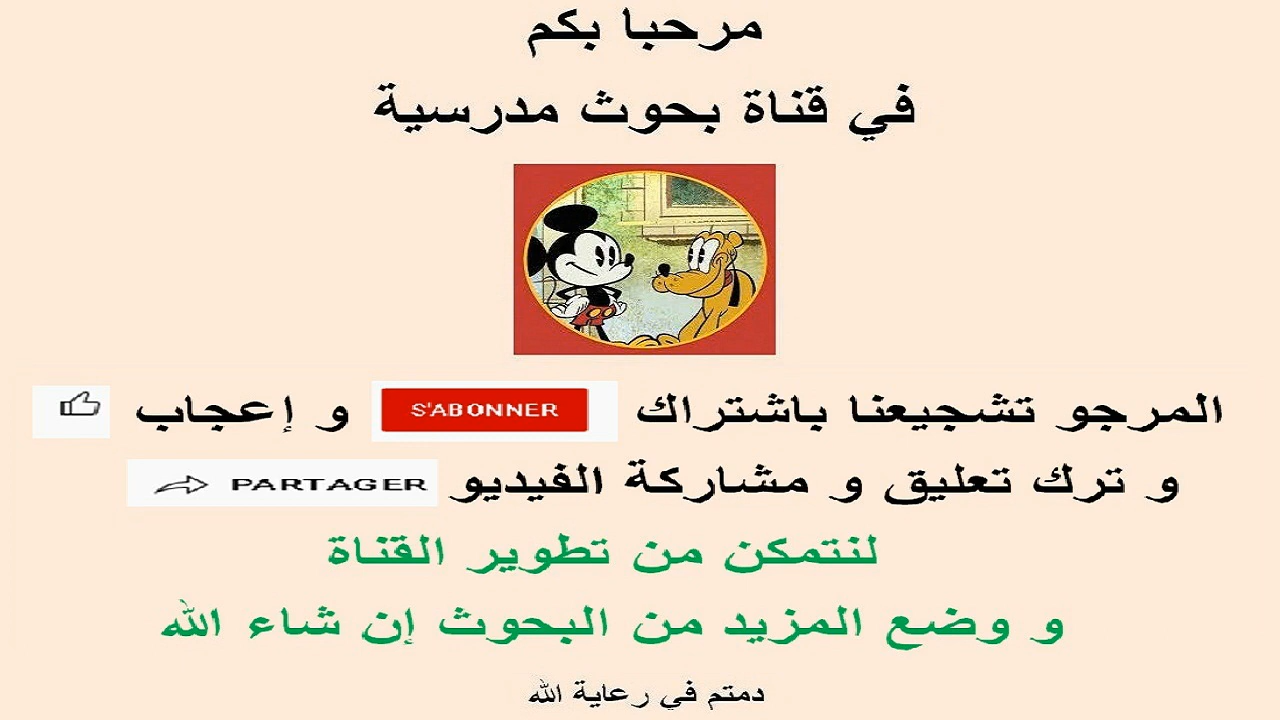 مرحبا بكم
في قناة بحوث مدرسية
المرجو تشجيعنا باشتراك S'ABONNER و إعجاب
و ترك تعليق و مشاركة الفيديو PARTAGER
لنتمكن من تطوير القناة
و وضع المزيد من البحوث إن شاء الله
دمتم في رعاية الله